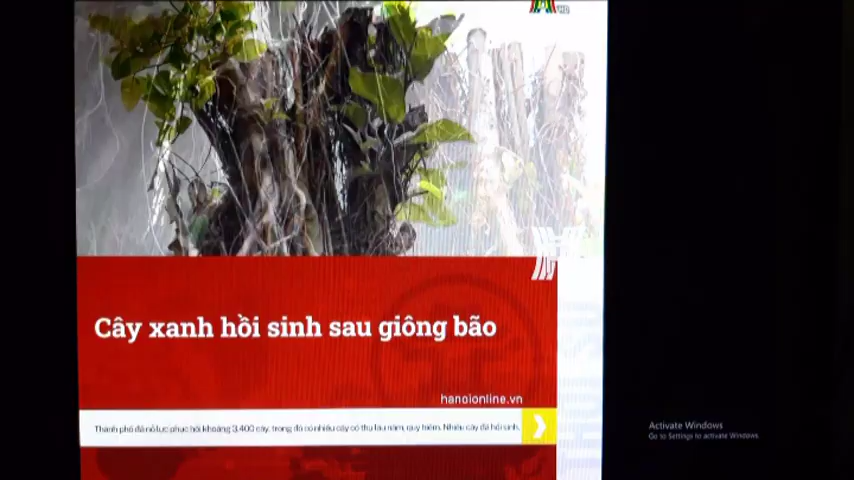 Cây xanh hồi sinh sau giông bão
hanoionline.vn
Thành phố đã nỗ lực phục hồi khoảng 3.400 cây, trong đó có nhiều cây cổ thụ lâu năm, quý hiếm. Nhiều cây đã hồi sinh.
Activate Windows
Go to Settings to activate Windows.